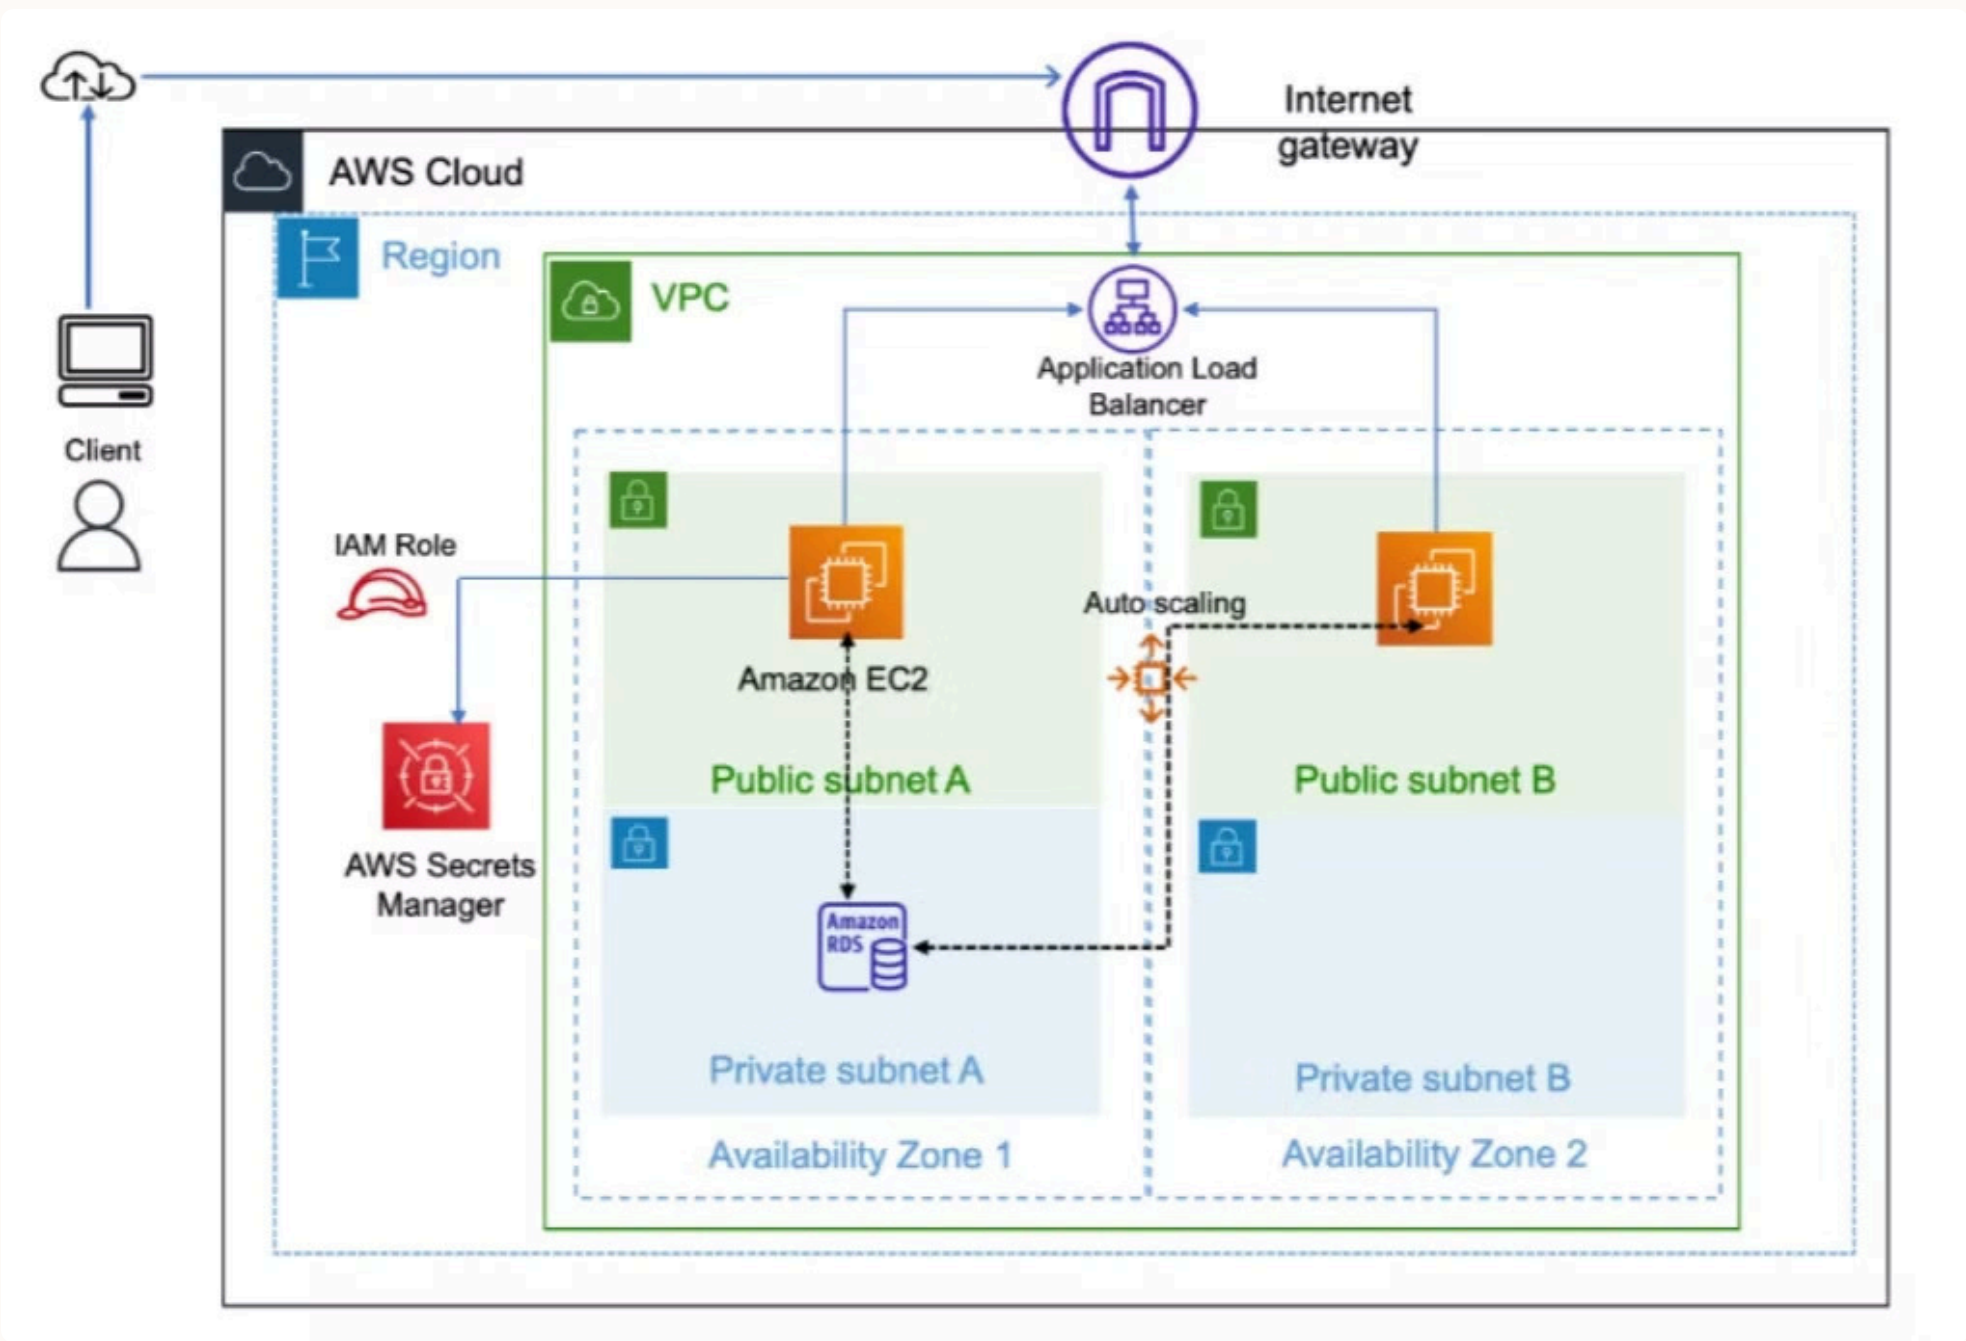 Internet
gateway
AWS Cloud
Region
VPC
Application Load
Balancer
Client
IAM Role
Auto scaling
Amazon EC2
Public subnet A
Public subnet B
AWS Secrets
Manager
Amazon
RDS
Private subnet A
Private subnet B
Availability Zone 1
Availability Zone 2